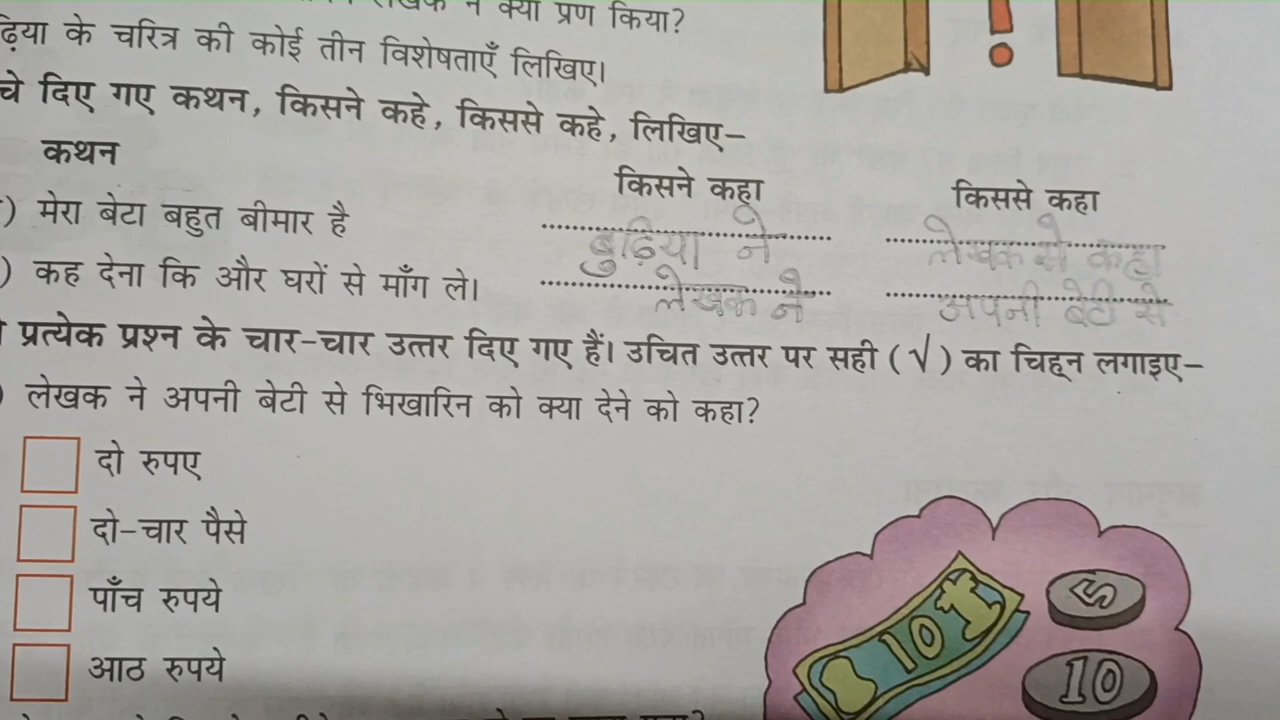 लेखक ने क्या प्रण किया?
ढ़िया के चरित्र की कोई तीन विशेषताएँ लिखिए।
चे दिए गए कथन, किसने कहे, किससे कहे, लिखिए–
कथन किसने कहा किससे कहा
) मेरा बेटा बहुत बीमार है बुढ़िया ने लेखक से कहा
) कह देना कि और घरों से माँग ले। लेखक ने अपनी बेटी से
प्रत्येक प्रश्न के चार-चार उत्तर दिए गए हैं। उचित उत्तर पर सही (√) का चिह्न लगाइए–
) लेखक ने अपनी बेटी से भिखारिन को क्या देने को कहा?
दो रुपए
दो-चार पैसे
पाँच रुपये
आठ रुपये
10
5
10